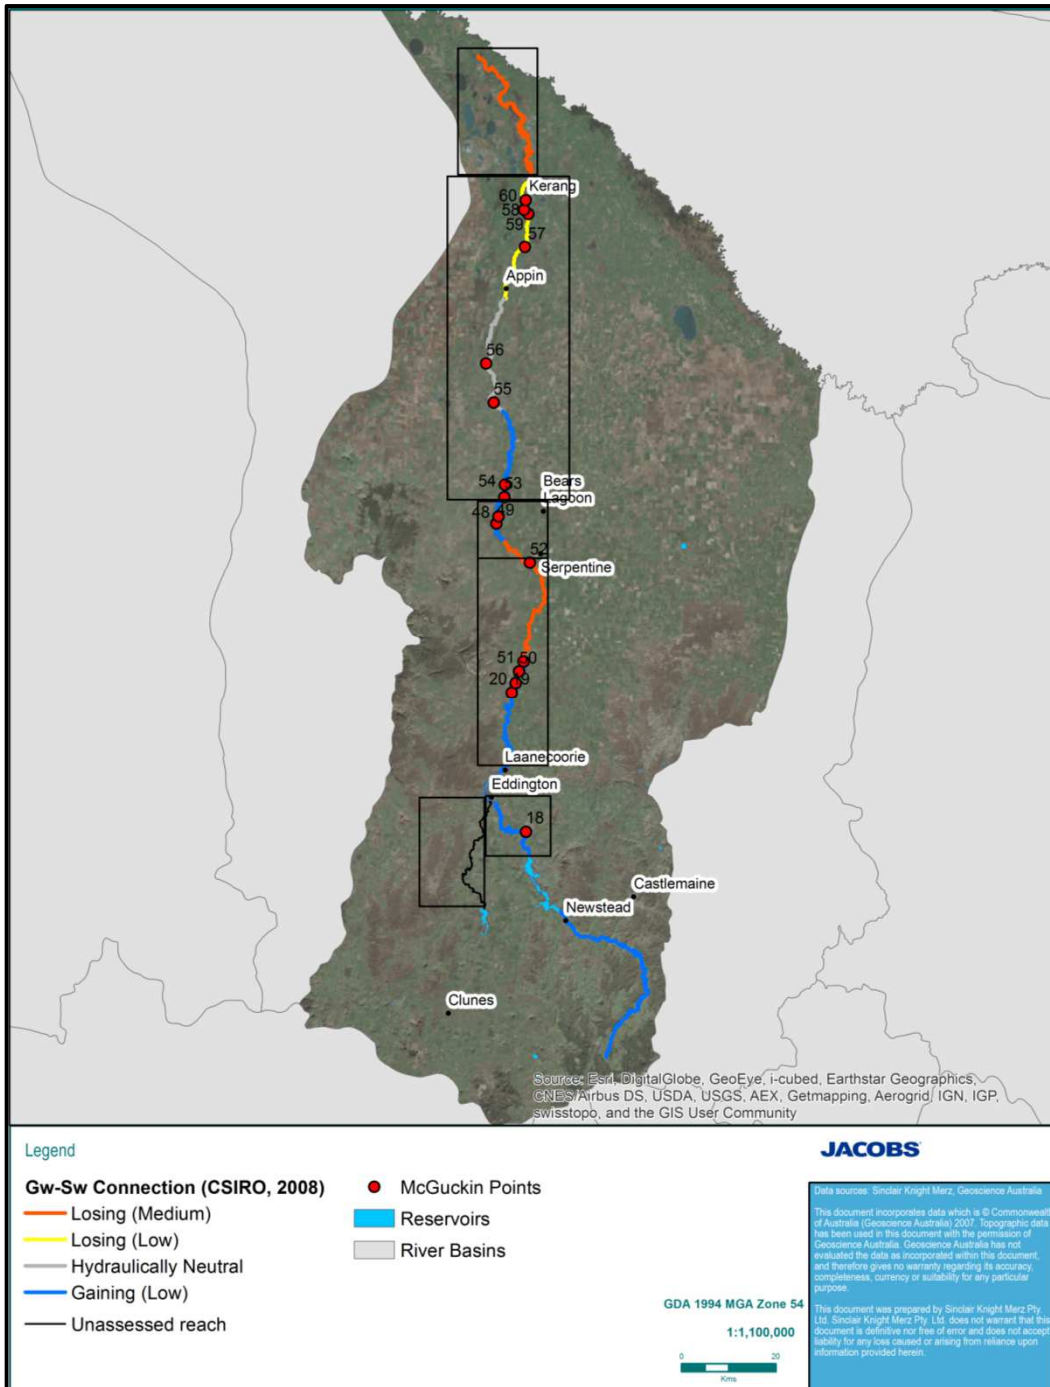 Kerang
60
58
59
57
Appin
56
55
54 53
Bears
Lagoon
48 49
52
Serpentine
51 50
20 19
Laanecoorie
Eddington
18
Castlemaine
Newstead
Clunes
Source: Esri, DigitalGlobe, GeoEye, i-cubed, Earthstar Geographics,
CNES/Airbus DS, USDA, USGS, AEX, Getmapping, Aerogrid, IGN, IGP,
swisstopo, and the GIS User Community
Legend
Gw-Sw Connection (CSIRO, 2008)
Losing (Medium)
Losing (Low)
Hydraulically Neutral
Gaining (Low)
Unassessed reach
McGuckin Points
Reservoirs
River Basins
GDA 1994 MGA Zone 54
1:1,100,000
0 20
Kms
JACOBS
Data sources: Sinclair Knight Merz, Geoscience Australia
This document incorporates data which is © Commonwealth
of Australia (Geoscience Australia) 2007. Topographic data
has been used in this document with the permission of
Geoscience Australia. Geoscience Australia has not
evaluated the data as incorporated within this document,
and therefore gives no warranty regarding its accuracy,
completeness, currency or suitability for any particular
purpose.
This document was prepared by Sinclair Knight Merz Pty.
Ltd. Sinclair Knight Merz Pty. Ltd. does not warrant that this
document is definitive nor free of error and does not accept
liability for any loss caused or arising from reliance upon
information provided herein.